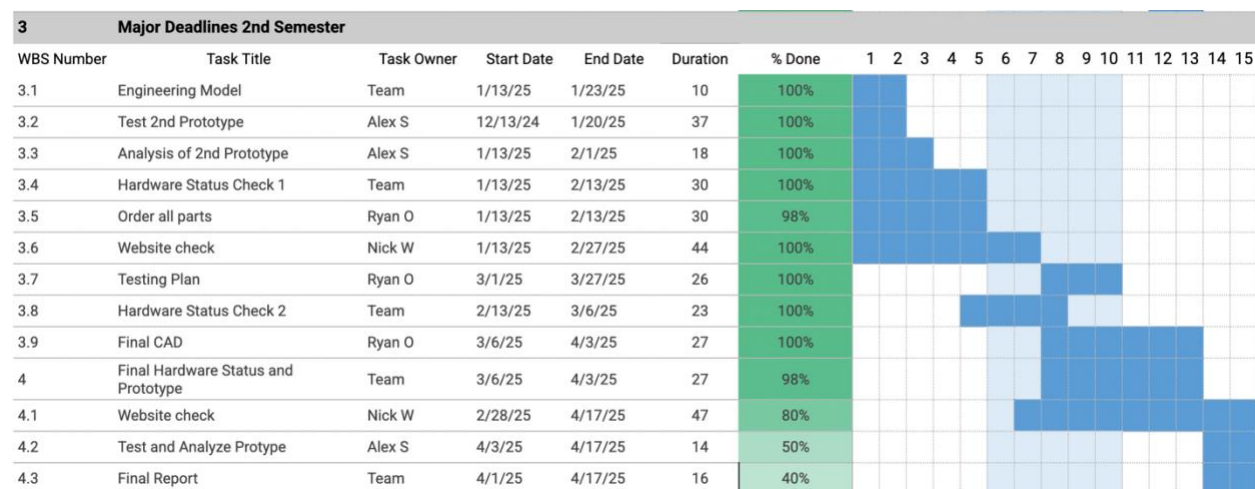 3 Major Deadlines 2nd Semester
WBS Number Task Title Task Owner Start Date End Date Duration % Done 1 2 3 4 5 6 7 8 9 10 11 12 13 14 15
3.1 Engineering Model Team 1/13/25 1/23/25 10 100%
3.2 Test 2nd Prototype Alex S 12/13/24 1/20/25 37 100%
3.3 Analysis of 2nd Prototype Alex S 1/13/25 2/1/25 18 100%
3.4 Hardware Status Check 1 Team 1/13/25 2/13/25 30 100%
3.5 Order all parts Ryan O 1/13/25 2/13/25 30 98%
3.6 Website check Nick W 1/13/25 2/27/25 44 100%
3.7 Testing Plan Ryan O 3/1/25 3/27/25 26 100%
3.8 Hardware Status Check 2 Team 2/13/25 3/6/25 23 100%
3.9 Final CAD Ryan O 3/6/25 4/3/25 27 100%
4 Final Hardware Status and
Prototype Team 3/6/25 4/3/25 27 98%
4.1 Website check Nick W 2/28/25 4/17/25 47 80%
4.2 Test and Analyze Protype Alex S 4/3/25 4/17/25 14 50%
4.3 Final Report Team 4/1/25 4/17/25 16 40%